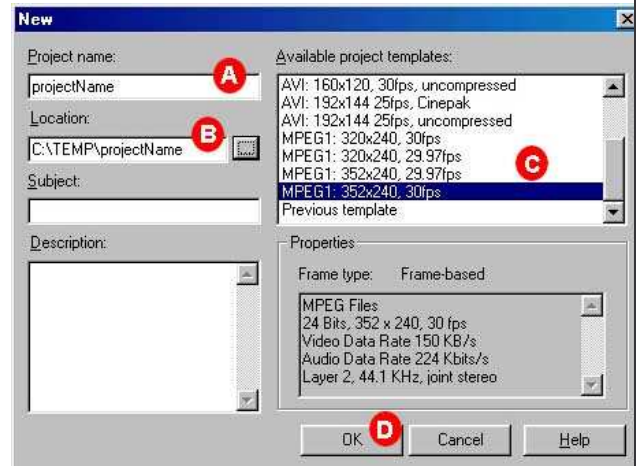 New
Project name:
A
projectName
Location:
B
C:\TEMP\projectName
...
Subject:
Description:
Available project templates:
AVI: 160x120, 30fps, uncompressed
AVI: 192x144 25fps, Cinepak
AVI: 192x144 25fps, uncompressed
MPEG1: 320x240, 30fps
MPEG1: 320x240, 29.97fps
MPEG1: 352x240, 29.97fps
C
MPEG1: 352x240, 30fps
Previous template
Properties
Frame type: Frame-based
MPEG Files
24 Bits, 352 x 240, 30 fps
Video Data Rate 150 KB/s
Audio Data Rate 224 Kbits/s
Layer 2, 44.1 KHz, joint stereo
OK
D
Cancel
Help